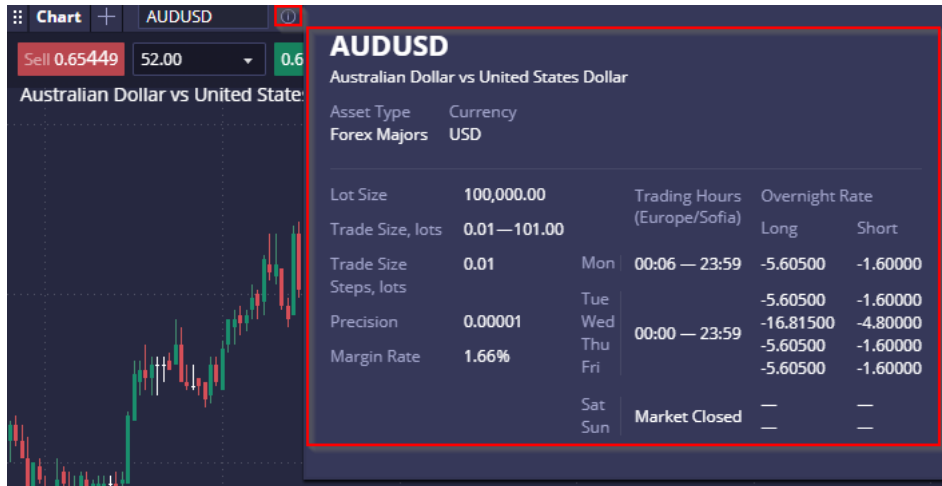 Chart + AUDUSD
Sell 0.65449 52.00 0.6
Australian Dollar vs United State
AUDUSD
Australian Dollar vs United States Dollar
Asset Type Currency
Forex Majors USD
Lot Size 100,000.00
Trade Size, lots 0.01—101.00
Trade Size Steps, lots 0.01
Precision 0.00001
Margin Rate 1.66%
Trading Hours (Europe/Sofia) Overnight Rate
Long Short
Mon 00:06 — 23:59 -5.60500 -1.60000
Tue -5.60500 -1.60000
Wed 00:00 — 23:59 -16.81500 -4.80000
Thu -5.60500 -1.60000
Fri -5.60500 -1.60000
Sat Market Closed — —
Sun — —